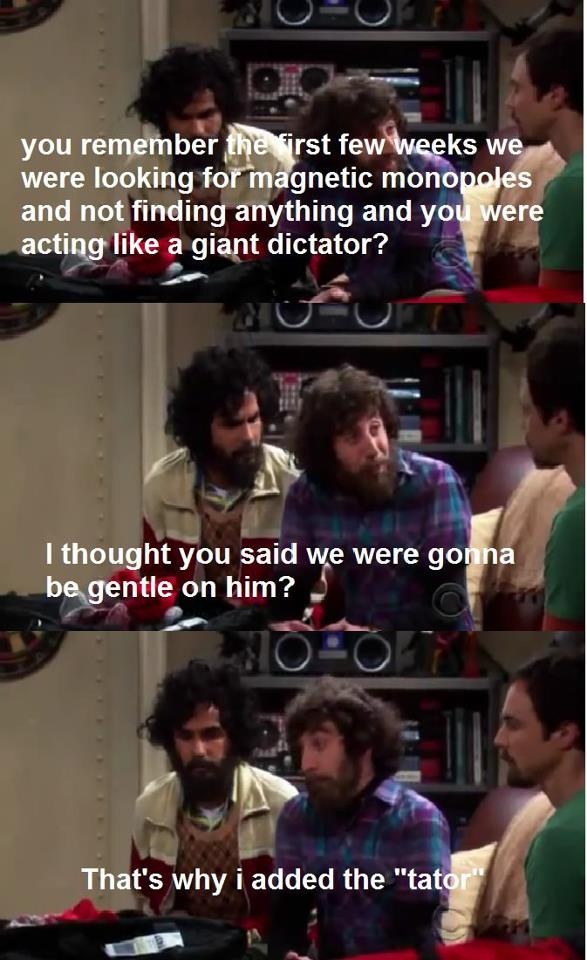 you remember the first few weeks we
were looking for magnetic monopoles
and not finding anything and you were
acting like a giant dictator?
I thought you said we were gonna
be gentle on him?
That's why i added the "tator"